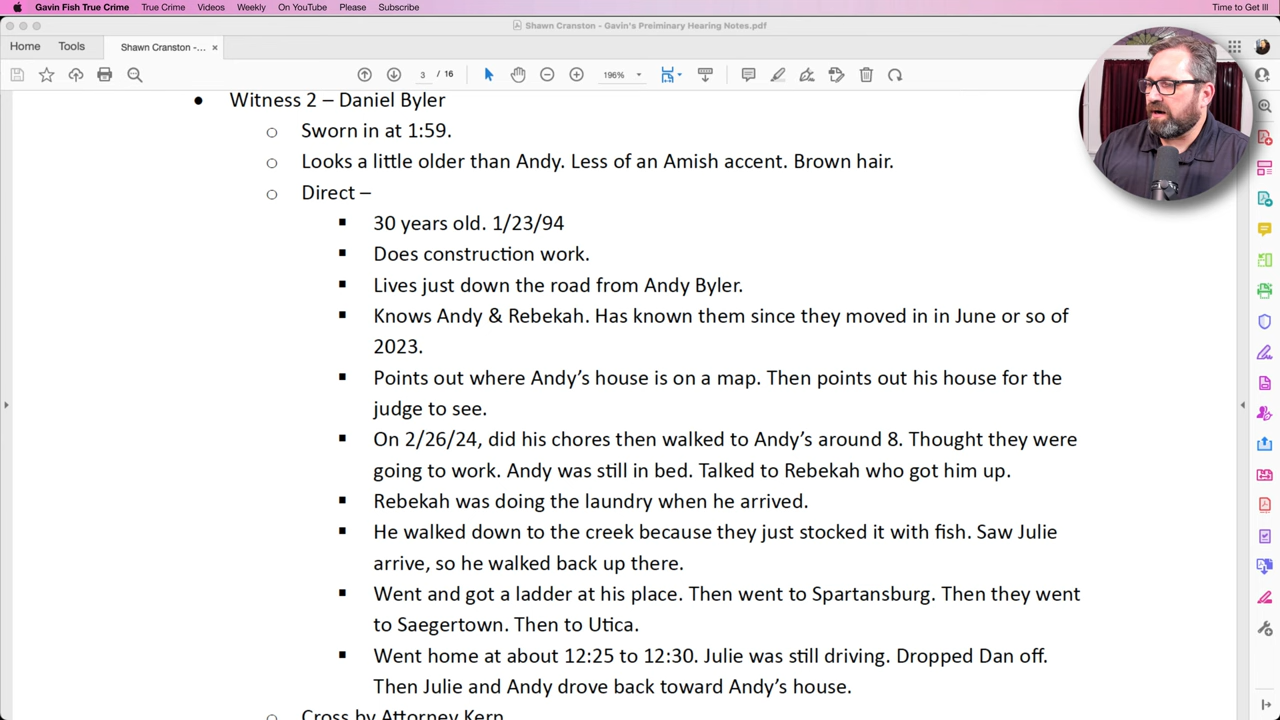 Gavin Fish True Crime True Crime Videos Weekly On YouTube Please Subscribe Time to Get Ill
Shawn Cranston - Gavin's Preiminary Hearing Notes.pdf
Home Tools Shawn Cranston -... ×
3 / 16 196%
• Witness 2 – Daniel Byler
○ Sworn in at 1:59.
○ Looks a little older than Andy. Less of an Amish accent. Brown hair.
○ Direct –
▪ 30 years old. 1/23/94
▪ Does construction work.
▪ Lives just down the road from Andy Byler.
▪ Knows Andy & Rebekah. Has known them since they moved in in June or so of
2023.
▪ Points out where Andy’s house is on a map. Then points out his house for the
judge to see.
▪ On 2/26/24, did his chores then walked to Andy’s around 8. Thought they were
going to work. Andy was still in bed. Talked to Rebekah who got him up.
▪ Rebekah was doing the laundry when he arrived.
▪ He walked down to the creek because they just stocked it with fish. Saw Julie
arrive, so he walked back up there.
▪ Went and got a ladder at his place. Then went to Spartansburg. Then they went
to Saegertown. Then to Utica.
▪ Went home at about 12:25 to 12:30. Julie was still driving. Dropped Dan off.
Then Julie and Andy drove back toward Andy’s house.
○ Cross by Attorney Kern